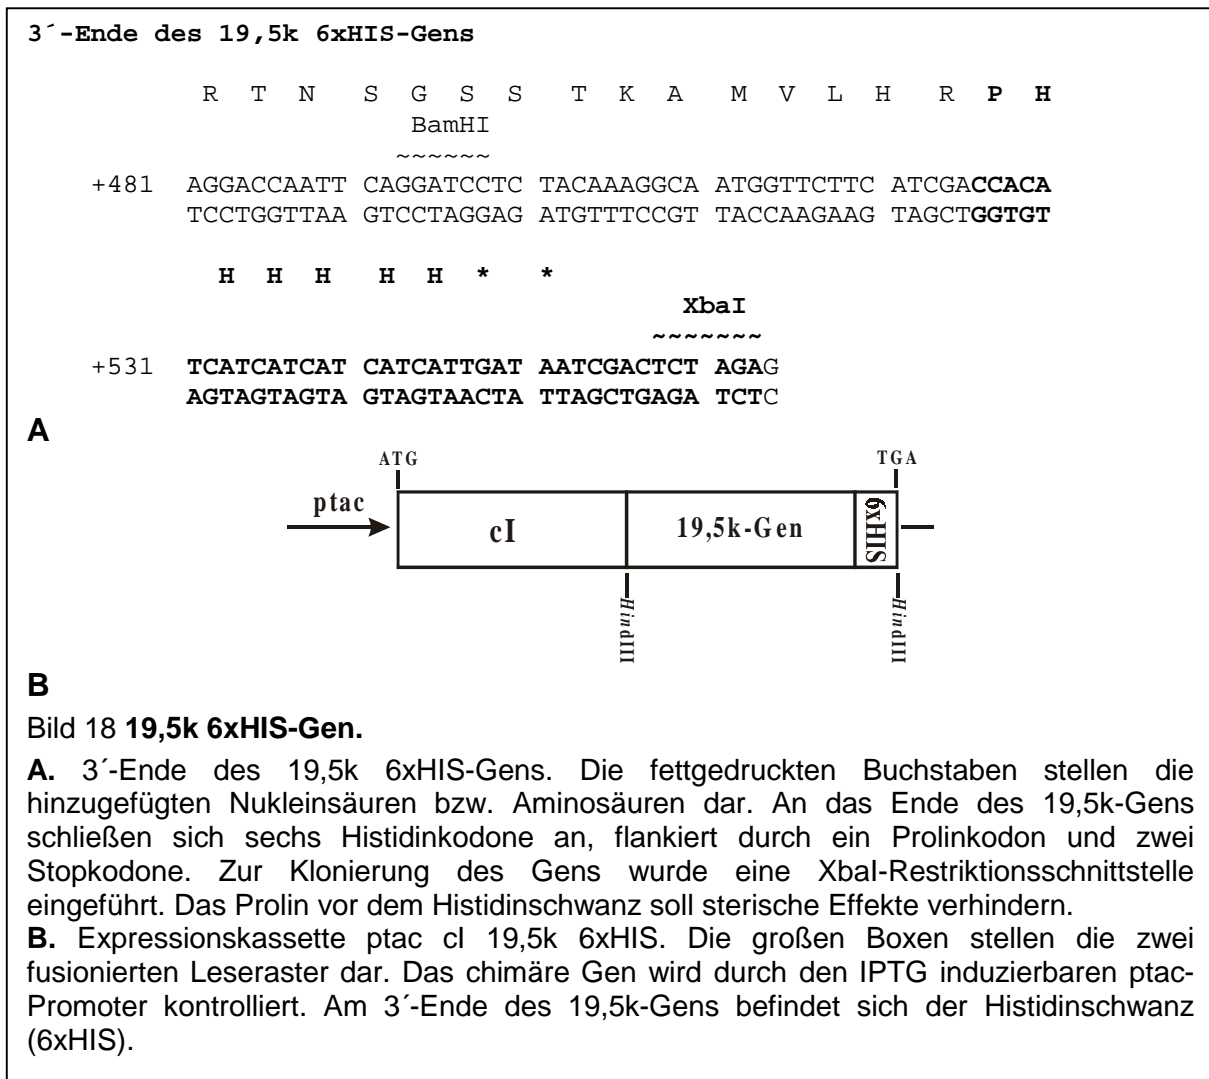 3´-Ende des 19,5k 6xHIS-Gens
R T N S G S S T K A M V L H R P H
BamHI
~~~~~~
+481 AGGACCAATT CAGGATCCTC TACAAAGGCA ATGGTTCTTC ATCGACCACA
TCCTGGTTAA GTCCTAGGAG ATGTTTCCGT TACCAAGAAG TAGCTGGTGT
H H H H H * *
XbaI
~~~~~~~
+531 TCATCATCAT CATCATTGAT AATCGACTCT AGAG
AGTAGTAGTA GTAGTAACTA TTAGCTGAGA TCTC
A
ATG TGA
ptac cI 19,5k-Gen 6xHIS
HindIII HindIII
B
Bild 18 19,5k 6xHIS-Gen.
A. 3´-Ende des 19,5k 6xHIS-Gens. Die fettgedruckten Buchstaben stellen die
hinzugefügten Nukleinsäuren bzw. Aminosäuren dar. An das Ende des 19,5k-Gens
schließen sich sechs Histidinkodone an, flankiert durch ein Prolinkodon und zwei
Stopkodone. Zur Klonierung des Gens wurde eine XbaI-Restriktionsschnittstelle
eingeführt. Das Prolin vor dem Histidinschwanz soll sterische Effekte verhindern.
B. Expressionskassette ptac cI 19,5k 6xHIS. Die großen Boxen stellen die zwei
fusionierten Leseraster dar. Das chimäre Gen wird durch den IPTG induzierbaren ptac-
Promoter kontrolliert. Am 3´-Ende des 19,5k-Gens befindet sich der Histidinschwanz
(6xHIS).